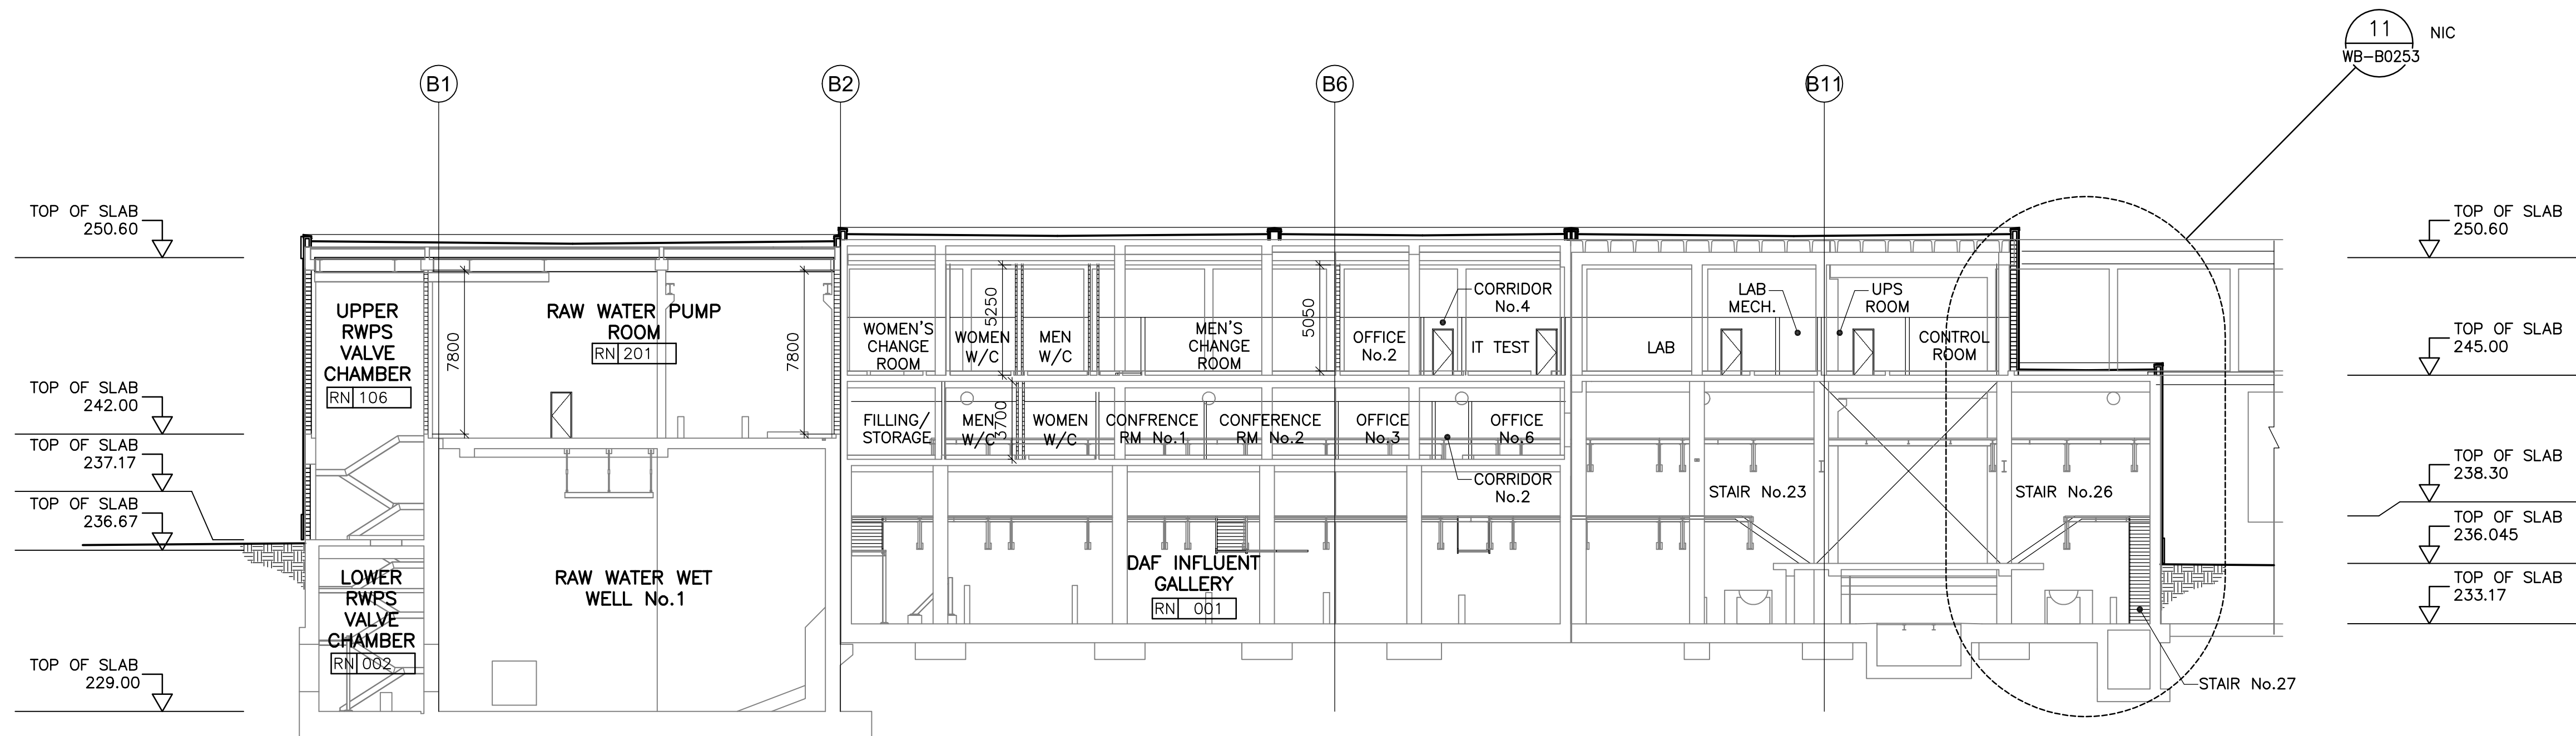 11
NIC
WB-B0253
B1
B2
B6
B11
TOP OF SLAB
250.60
TOP OF SLAB
242.00
TOP OF SLAB
237.17
TOP OF SLAB
236.67
TOP OF SLAB
229.00
UPPER
RWPS
VALVE
CHAMBER
RN 106
7800
RAW WATER PUMP
ROOM
RN 201
7800
LOWER
RWPS
VALVE
CHAMBER
RN 002
RAW WATER WET
WELL No.1
WOMEN'S
CHANGE
ROOM
WOMEN
W/C
5250
MEN
W/C
MEN'S
CHANGE
ROOM
5050
OFFICE
No.2
CORRIDOR
No.4
IT TEST
LAB
LAB
MECH.
UPS
ROOM
CONTROL
ROOM
FILLING/
STORAGE
MEN
W/C
3700
WOMEN
W/C
CONFRENCE
RM No.1
CONFERENCE
RM No.2
OFFICE
No.3
OFFICE
No.6
CORRIDOR
No.2
STAIR No.23
STAIR No.26
DAF INFLUENT
GALLERY
RN 001
STAIR No.27
TOP OF SLAB
250.60
TOP OF SLAB
245.00
TOP OF SLAB
238.30
TOP OF SLAB
236.045
TOP OF SLAB
233.17